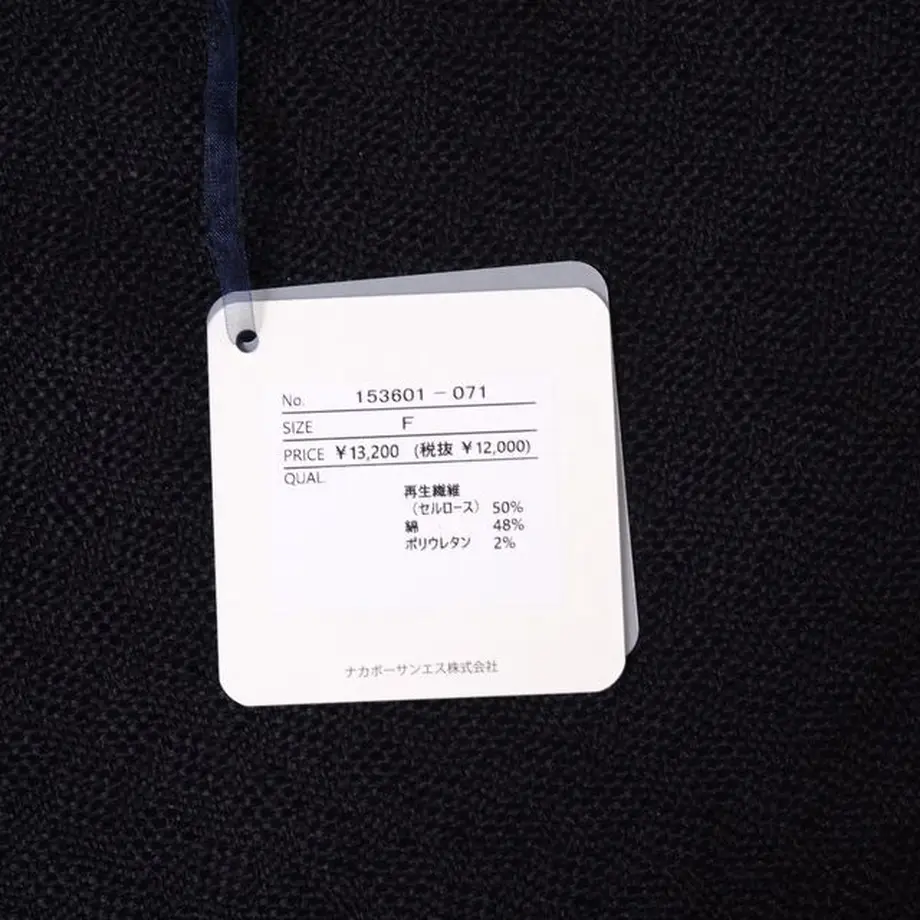 No. 153601-071
SIZE F
PRICE ¥13,200 (税抜 ¥12,000)
QUAL.
再生繊維
(セルロース) 50%
綿 48%
ポリウレタン 2%
ナカボーサンエス株式会社